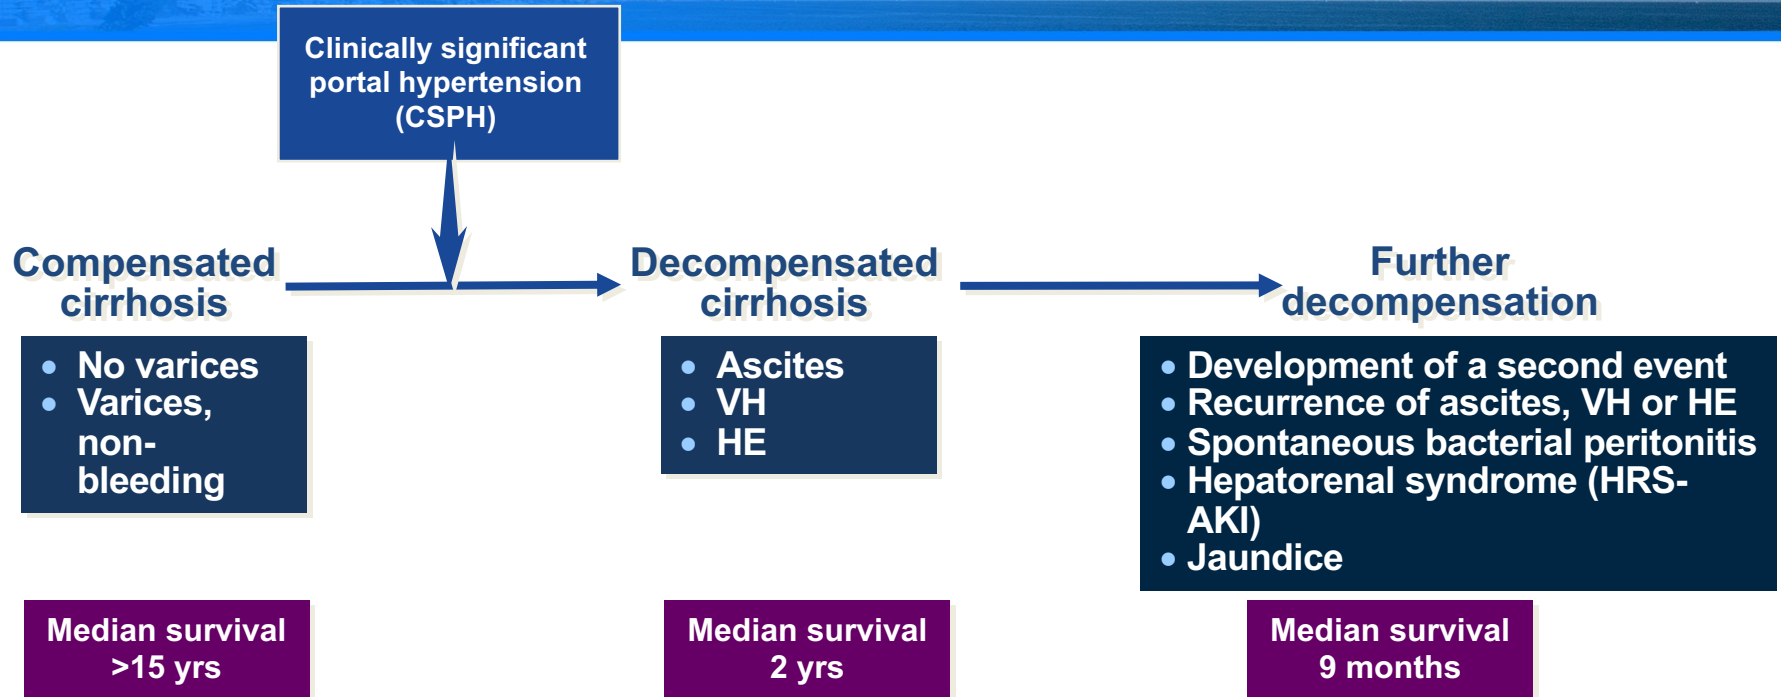 Clinically significant
portal hypertension
(CSPH)
Compensated
cirrhosis
Decompensated
cirrhosis
Further
decompensation
• No varices
• Varices,
non-
bleeding
• Ascites
• VH
• HE
• Development of a second event
• Recurrence of ascites, VH or HE
• Spontaneous bacterial peritonitis
• Hepatorenal syndrome (HRS-
AKI)
• Jaundice
Median survival
>15 yrs
Median survival
2 yrs
Median survival
9 months